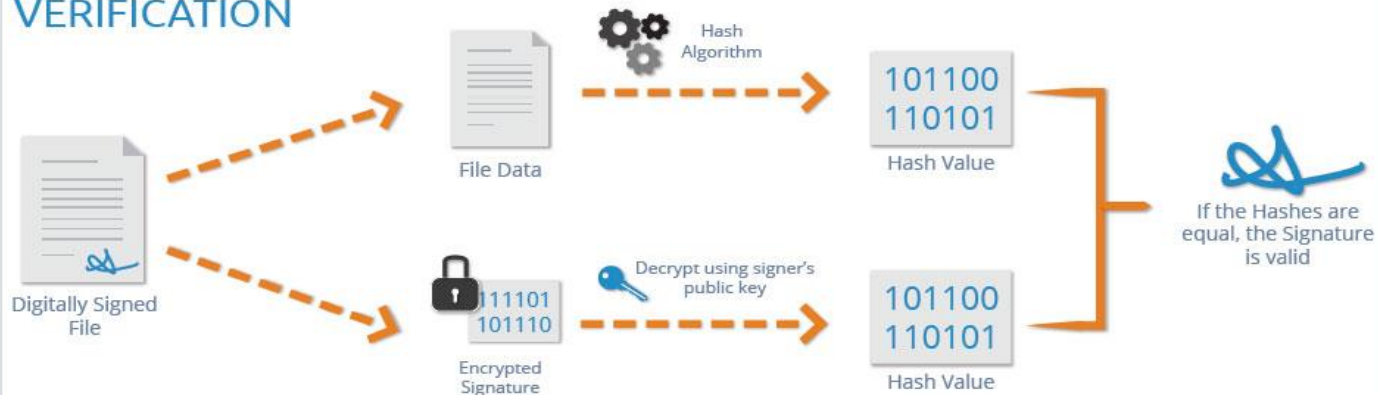 VERIFICATION
Hash
Algorithm
101100
110101
File Data
Hash Value
If the Hashes are
equal, the Signature
is valid
Digitally Signed
File
111101
101110
Encrypted
Signature
Decrypt using signer's
public key
101100
110101
Hash Value